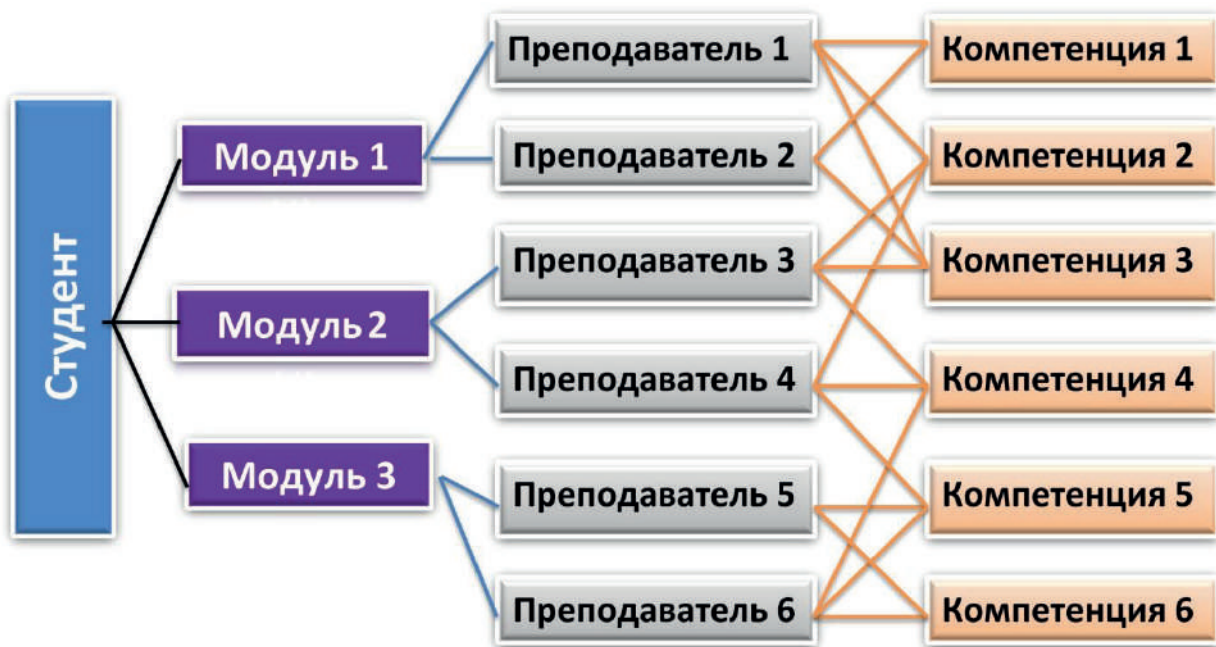 Студент
Модуль 1
Модуль 2
Модуль 3
Преподаватель 1
Преподаватель 2
Преподаватель 3
Преподаватель 4
Преподаватель 5
Преподаватель 6
Компетенция 1
Компетенция 2
Компетенция 3
Компетенция 4
Компетенция 5
Компетенция 6